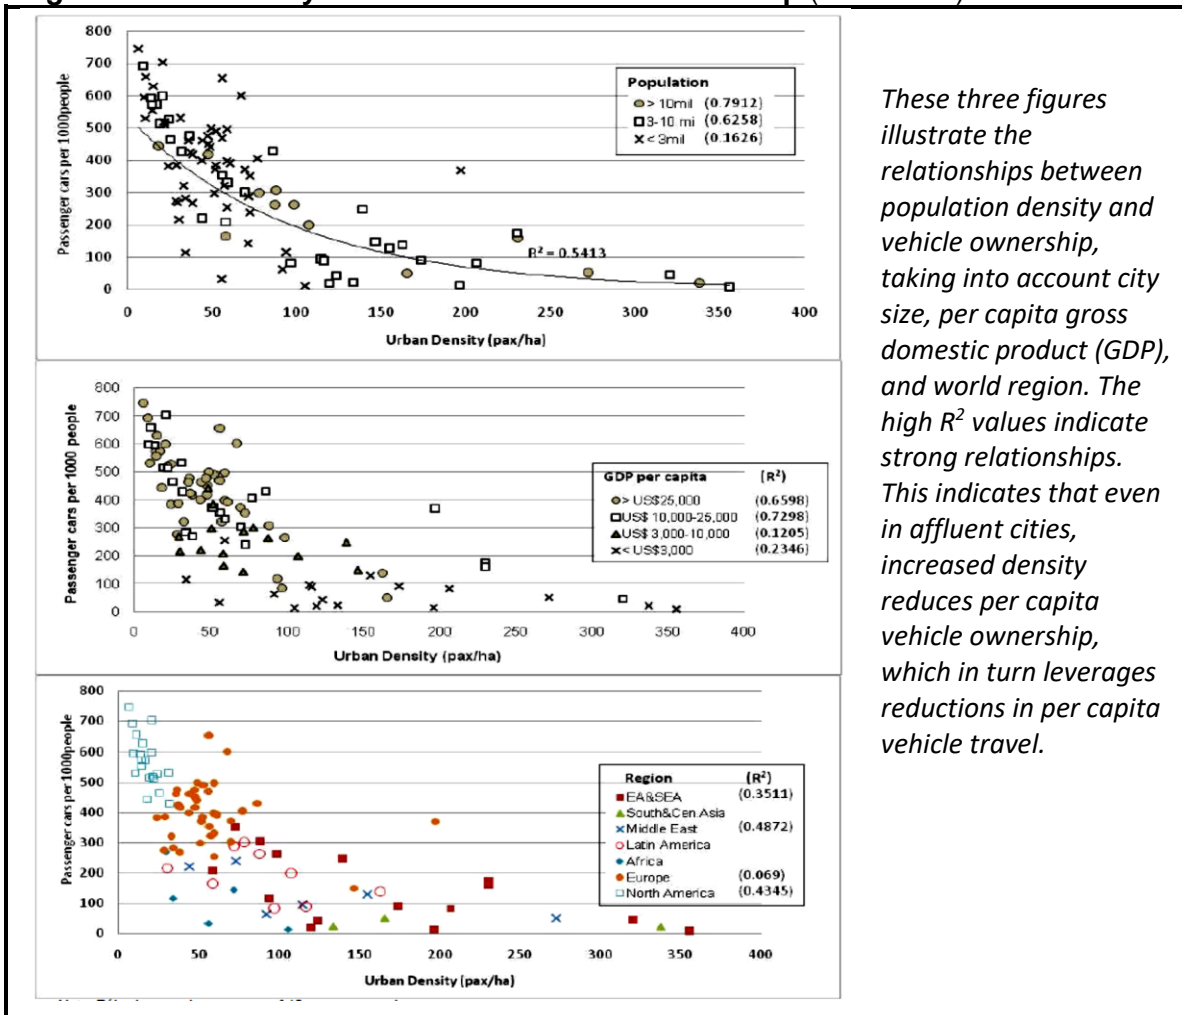 800
700
600
500
400
300
200
100
0
Passenger cars per 1000people
0 50 100 150 200 250 300 350 400
Urban Density (pax/ha)
Population
> 10mil (0.7912)
3-10 mi (0.6258)
< 3mil (0.1626)
R² = 0.5413
800
700
600
500
400
300
200
100
0
Passenger cars per 1000 people
0 50 100 150 200 250 300 350 400
Urban Density (pax/ha)
GDP per capita (R²)
> US$25,000 (0.6598)
US$ 10,000-25,000 (0.7298)
US$ 3,000-10,000 (0.1205)
< US$3,000 (0.2346)
800
700
600
500
400
300
200
100
0
Passenger cars per 1000people
0 50 100 150 200 250 300 350 400
Urban Density (pax/ha)
Region (R²)
EA&SEA (0.3511)
South&Cen.Asia
Middle East (0.4872)
Latin America
Africa
Europe (0.069)
North America (0.4345)
These three figures
illustrate the
relationships between
population density and
vehicle ownership,
taking into account city
size, per capita gross
domestic product (GDP),
and world region. The
high R² values indicate
strong relationships.
This indicates that even
in affluent cities,
increased density
reduces per capita
vehicle ownership,
which in turn leverages
reductions in per capita
vehicle travel.